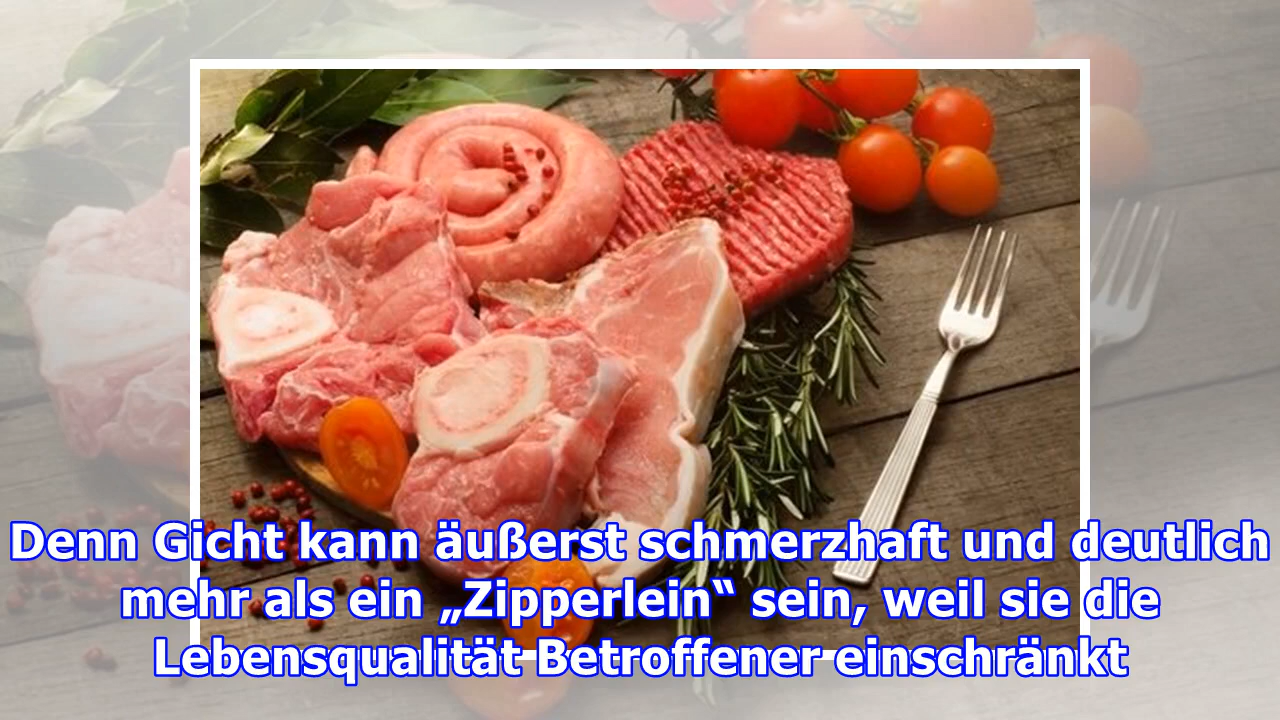 Denn Gicht kann äußerst schmerzhaft und deutlich
mehr als ein „Zipperlein“ sein, weil sie die
Lebensqualität Betroffener einschränkt